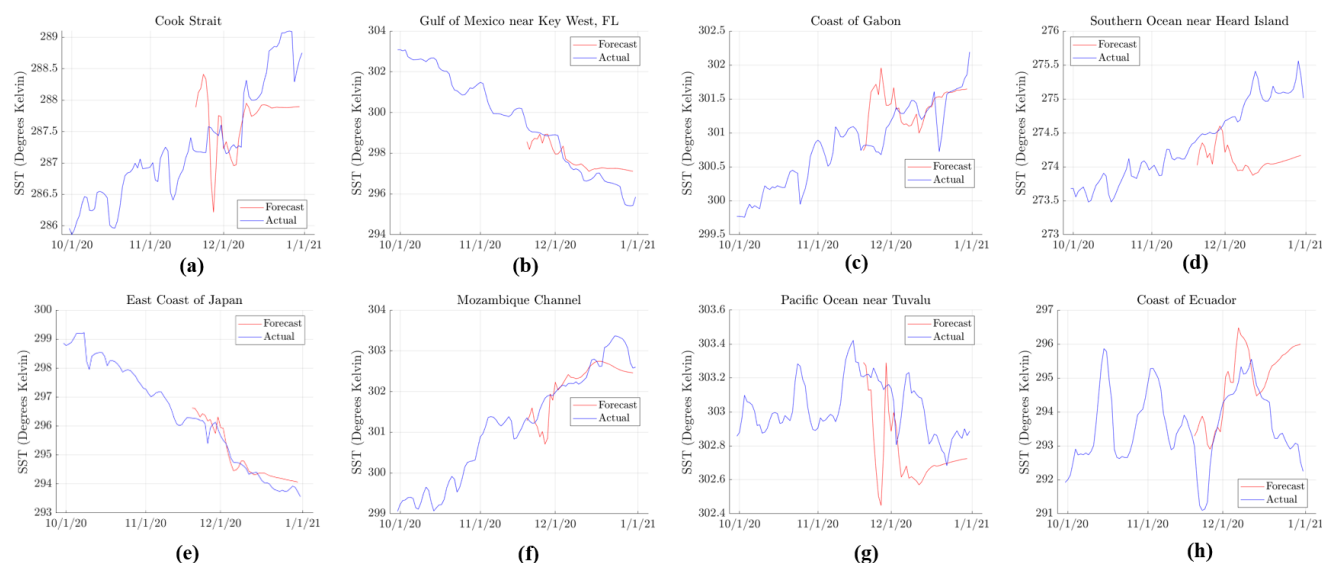 Cook Strait
SST (Degrees Kelvin)
289
288.5
288
287.5
287
286.5
286
Forecast
Actual
10/1/20 11/1/20 12/1/20 1/1/21
(a)
Gulf of Mexico near Key West, FL
SST (Degrees Kelvin)
304
302
300
298
296
294
Forecast
Actual
10/1/20 11/1/20 12/1/20 1/1/21
(b)
Coast of Gabon
SST (Degrees Kelvin)
302.5
302
301.5
301
300.5
300
299.5
Forecast
Actual
10/1/20 11/1/20 12/1/20 1/1/21
(c)
Southern Ocean near Heard Island
SST (Degrees Kelvin)
276
275.5
275
274.5
274
273.5
273
Forecast
Actual
10/1/20 11/1/20 12/1/20 1/1/21
(d)
East Coast of Japan
SST (Degrees Kelvin)
300
299
298
297
296
295
294
293
Forecast
Actual
10/1/20 11/1/20 12/1/20 1/1/21
(e)
Mozambique Channel
SST (Degrees Kelvin)
304
303
302
301
300
299
Forecast
Actual
10/1/20 11/1/20 12/1/20 1/1/21
(f)
Pacific Ocean near Tuvalu
SST (Degrees Kelvin)
303.6
303.4
303.2
303
302.8
302.6
302.4
Forecast
Actual
10/1/20 11/1/20 12/1/20 1/1/21
(g)
Coast of Ecuador
SST (Degrees Kelvin)
297
296
295
294
293
292
291
Forecast
Actual
10/1/20 11/1/20 12/1/20 1/1/21
(h)